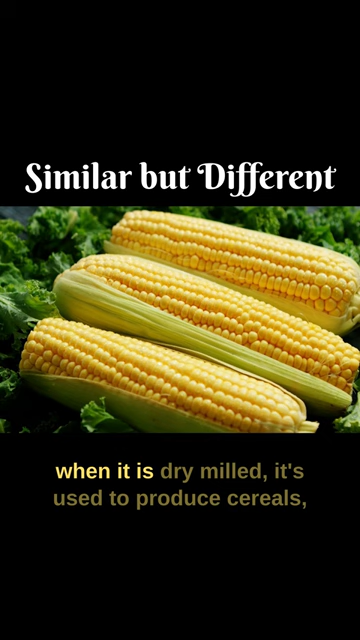 Similar but Different
when it is dry milled, it's
used to produce cereals,